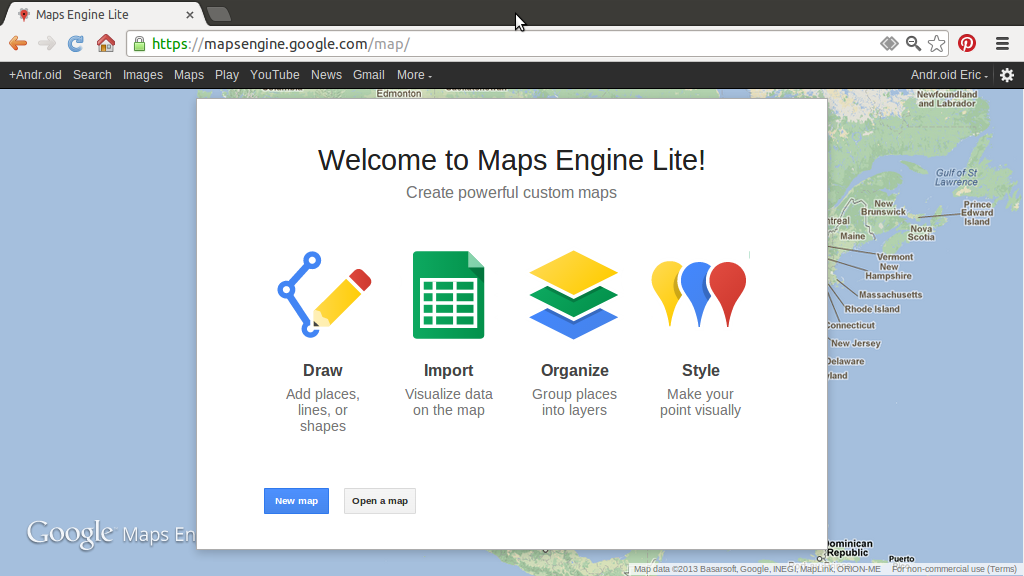 Maps Engine Lite
https://mapsengine.google.com/map/
+Andr.oid Search Images Maps Play YouTube News Gmail More
Andr.oid Eric
Edmonton
Newfoundland
and Labrador
Welcome to Maps Engine Lite!
Create powerful custom maps
Gulf of St
Lawrence
New
Brunswick
Prince
Edward
Island
Nova
Scotia
Maine
Vermont
New
Hampshire
Massachusetts
Rhode Island
Connecticut
New Jersey
Delaware
Draw
Add places,
lines, or
shapes
Import
Visualize data
on the map
Organize
Group places
into layers
Style
Make your
point visually
New map
Open a map
Google Maps En
Dominican
Republic
Puerto
Map data ©2013 Basarsoft, Google, INEGI, MapLink, ORION-ME
For non-commercial use (Terms)